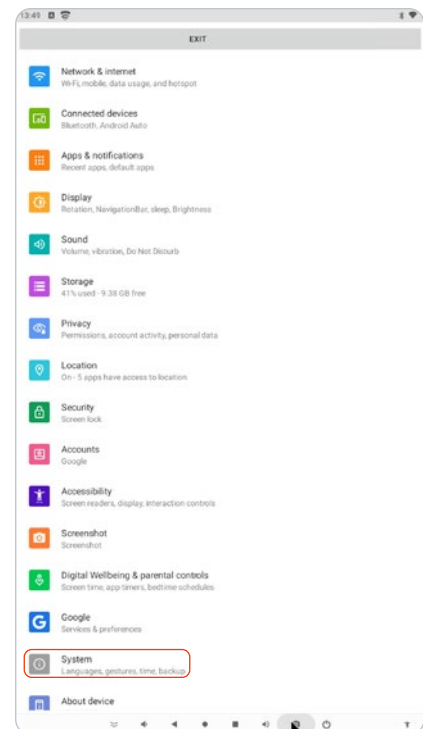 13:49
EXIT
Network & internet
Wi-Fi, mobile, data usage, and hotspot
Connected devices
Bluetooth, Android Auto
Apps & notifications
Recent apps, default apps
Display
Rotation, NavigationBar, sleep, Brightness
Sound
Volume, vibration, Do Not Disturb
Storage
41% used - 9.38 GB free
Privacy
Permissions, account activity, personal data
Location
On - 5 apps have access to location
Security
Screen lock
Accounts
Google
Accessibility
Screen readers, display, interaction controls
Screenshot
Screenshot
Digital Wellbeing & parental controls
Screen time, app timers, bedtime schedules
Google
Services & preferences
System
Languages, gestures, time, backup
About device